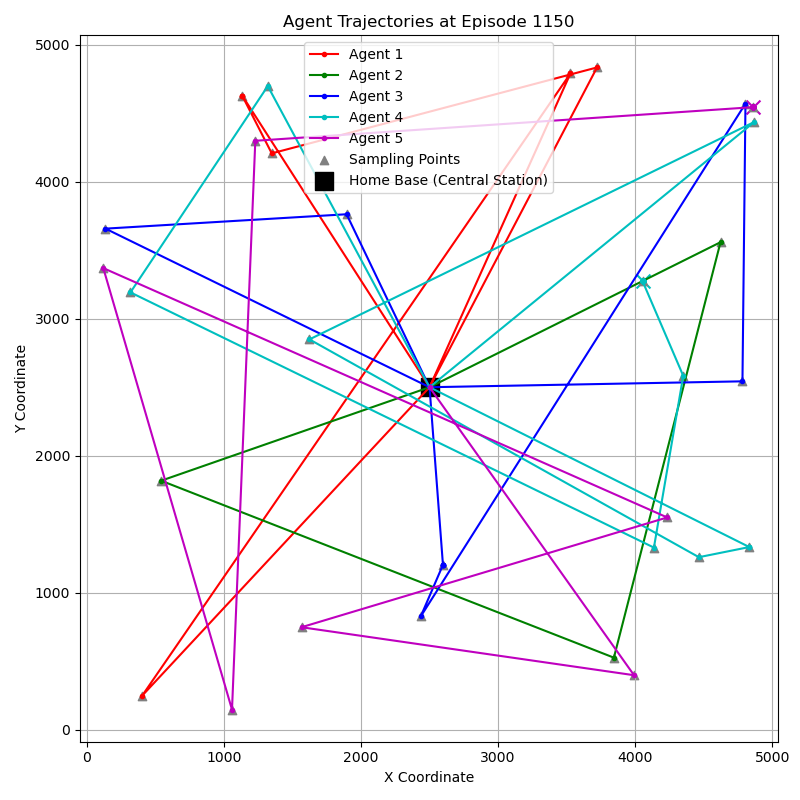 Agent Trajectories at Episode 1150
Agent 1
Agent 2
Agent 3
Agent 4
Agent 5
Sampling Points
Home Base (Central Station)
Y Coordinate
5000
4000
3000
2000
1000
0
0 1000 2000 3000 4000 5000
X Coordinate